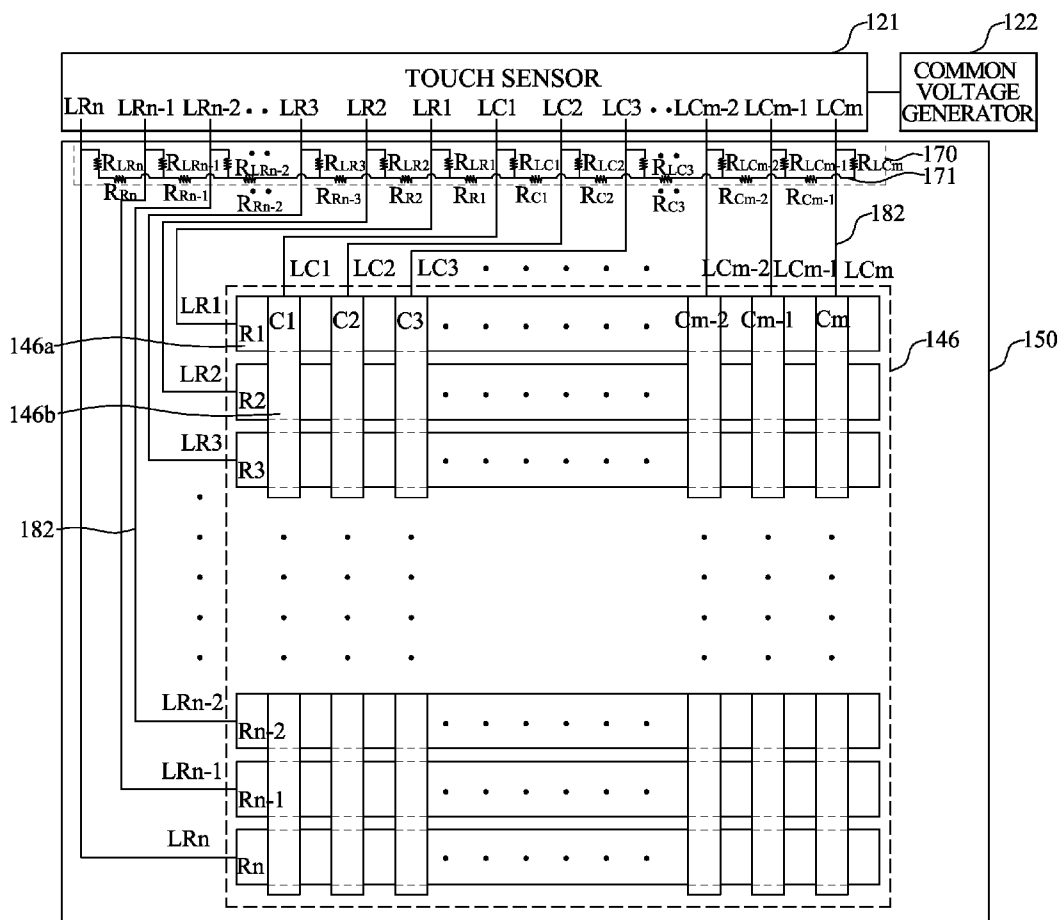 121
122
TOUCH SENSOR
COMMON
VOLTAGE
GENERATOR
LRn LRn-1 LRn-2 LR3 LR2 LR1 LC1 LC2 LC3 LCm-2 LCm-1 LCm
RLRn RLRn-1 RLRn-2 RLR3 RLR2 RLR1 RLC1 RLC2 RLC3 RLCm-2 RLCm-1 RLCm
170
171
RRn RRn-1 RRn-2 RRn-3 RR2 RR1 RC1 RC2 RC3 RCm-2 RCm-1
182
LC1 LC2 LC3 LCm-2 LCm-1 LCm
LR1
R1 C1 C2 C3 Cm-2 Cm-1 Cm
146a
146
150
LR2
R2
146b
LR3
R3
182
LRn-2
Rn-2
LRn-1
Rn-1
LRn
Rn